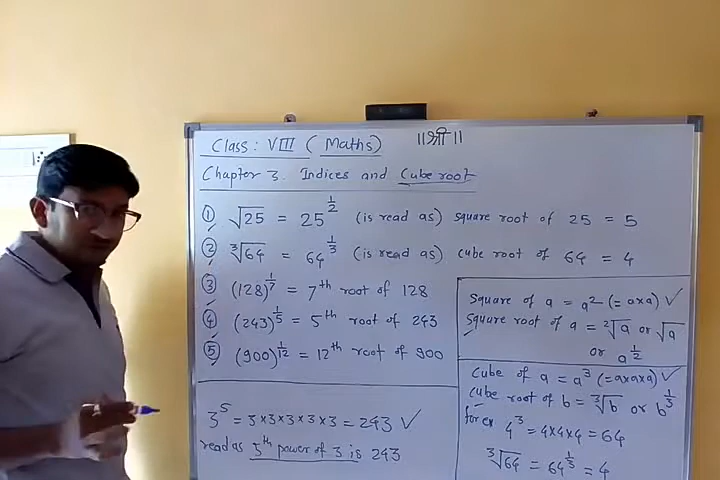 Class: VIII (Maths) ॥श्री॥
Chapter 3. Indices and Cube root
① √25 = 25^(1/2) (is read as) square root of 25 = 5
② ∛64 = 64^(1/3) (is read as) cube root of 64 = 4
③ (128)^(1/7) = 7th root of 128
④ (243)^(1/5) = 5th root of 243
⑤ (900)^(1/12) = 12th root of 900
3^5 = 3×3×3×3×3 = 243 ✓
read as 5th power of 3 is 243
Square of a = a² (= a×a) ✓
Square root of a = ²√a or √a
or a^(1/2)
Cube of a = a³ (= a×a×a) ✓
cube root of b = ∛b or b^(1/3)
for ex 4³ = 4×4×4 = 64
∛64 = 64^(1/3) = 4